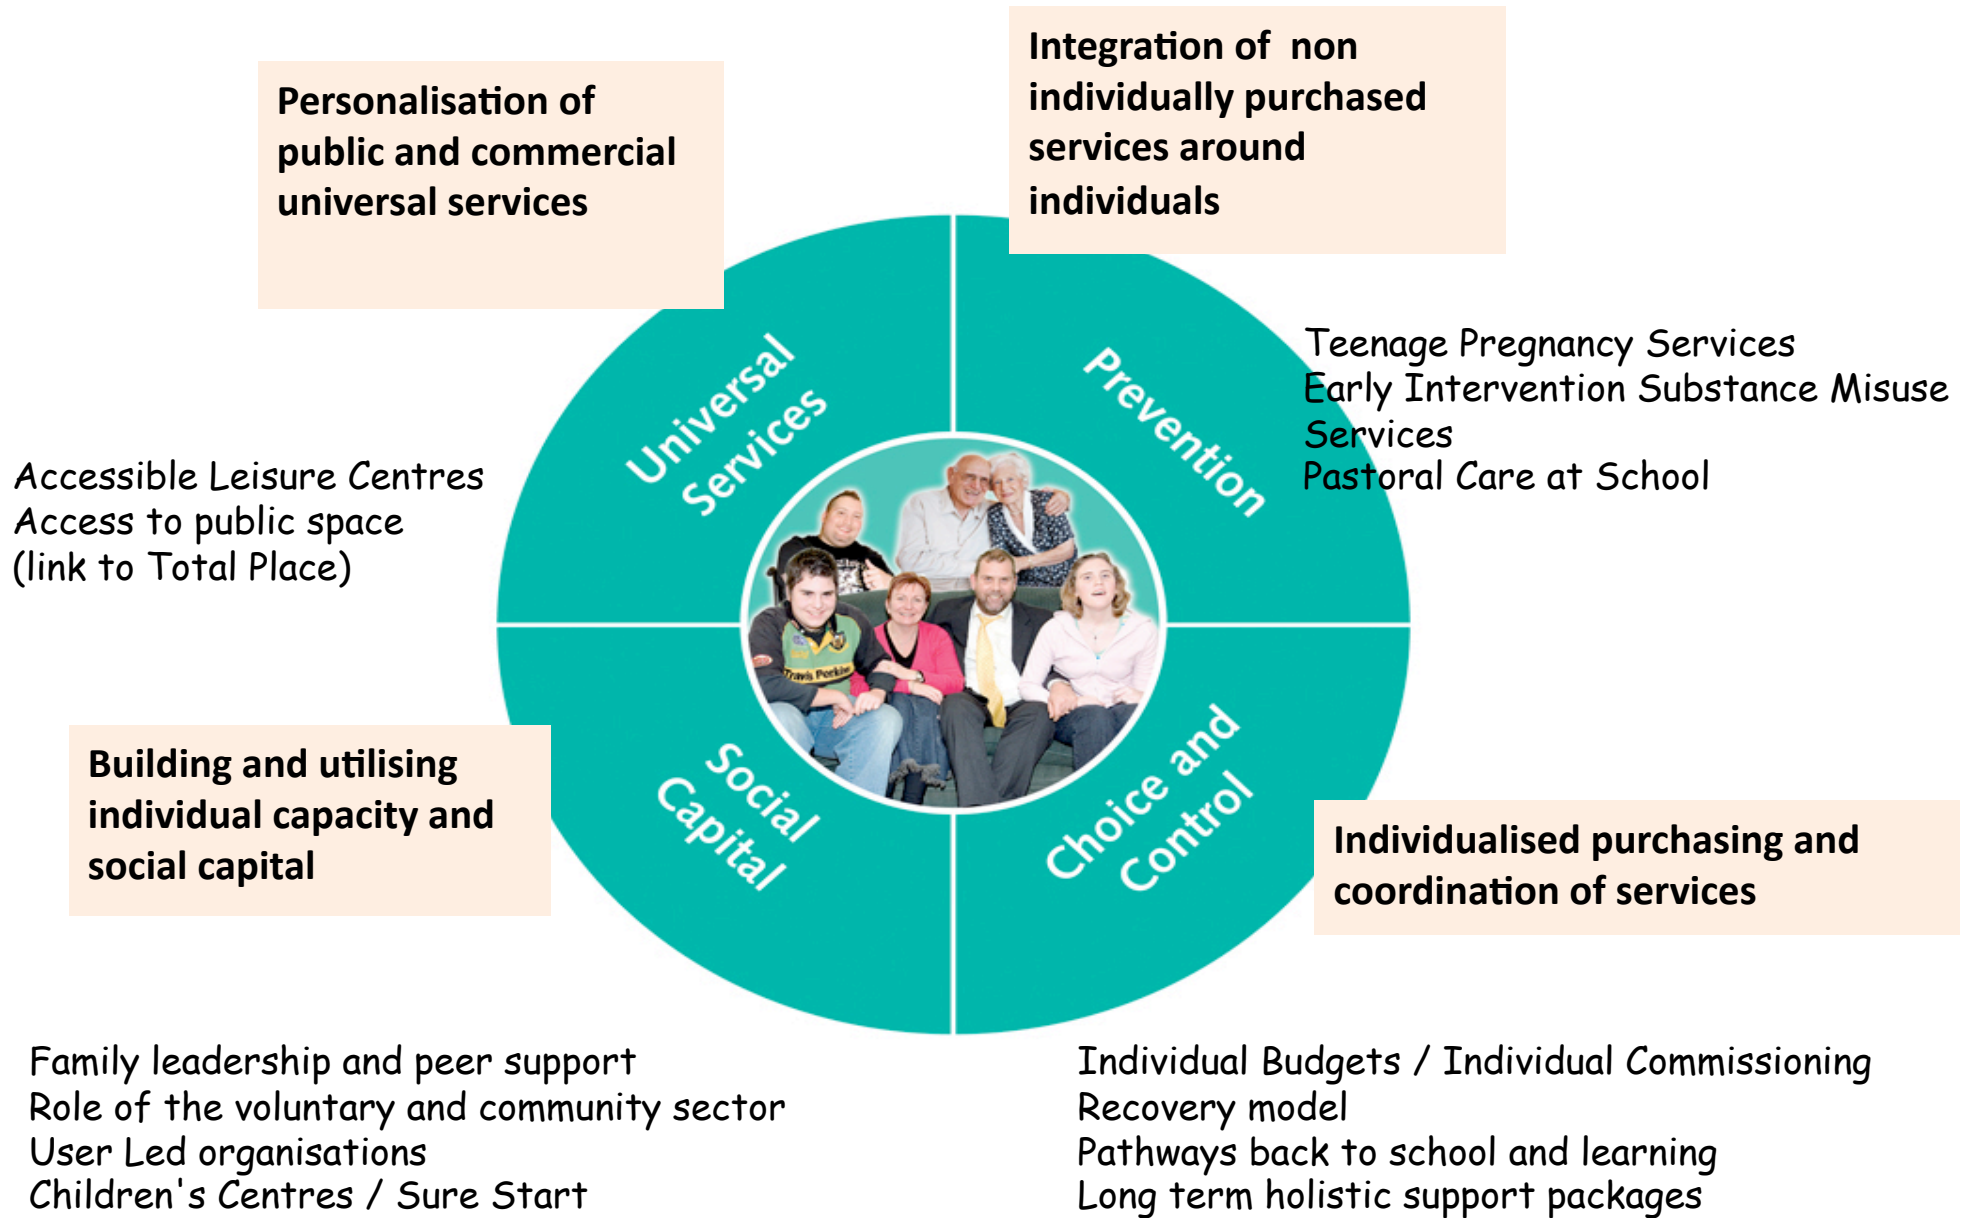 Personalisation of
public and commercial
universal services
Integration of  non
individually purchased
services around
individuals
Universal
Services
Prevention
Teenage Pregnancy Services
Early Intervention Substance Misuse
Services
Pastoral Care at School
Accessible Leisure Centres
Access to public space
(link to Total Place)
Travis Perkins
Building and utilising
individual capacity and
social capital
Social
Capital
Choice and
Control
Individualised purchasing and
coordination of services
Family leadership and peer support
Role of the voluntary and community sector
User Led organisations
Children's Centres / Sure Start
Individual Budgets / Individual Commissioning
Recovery model
Pathways back to school and learning
Long term holistic support packages